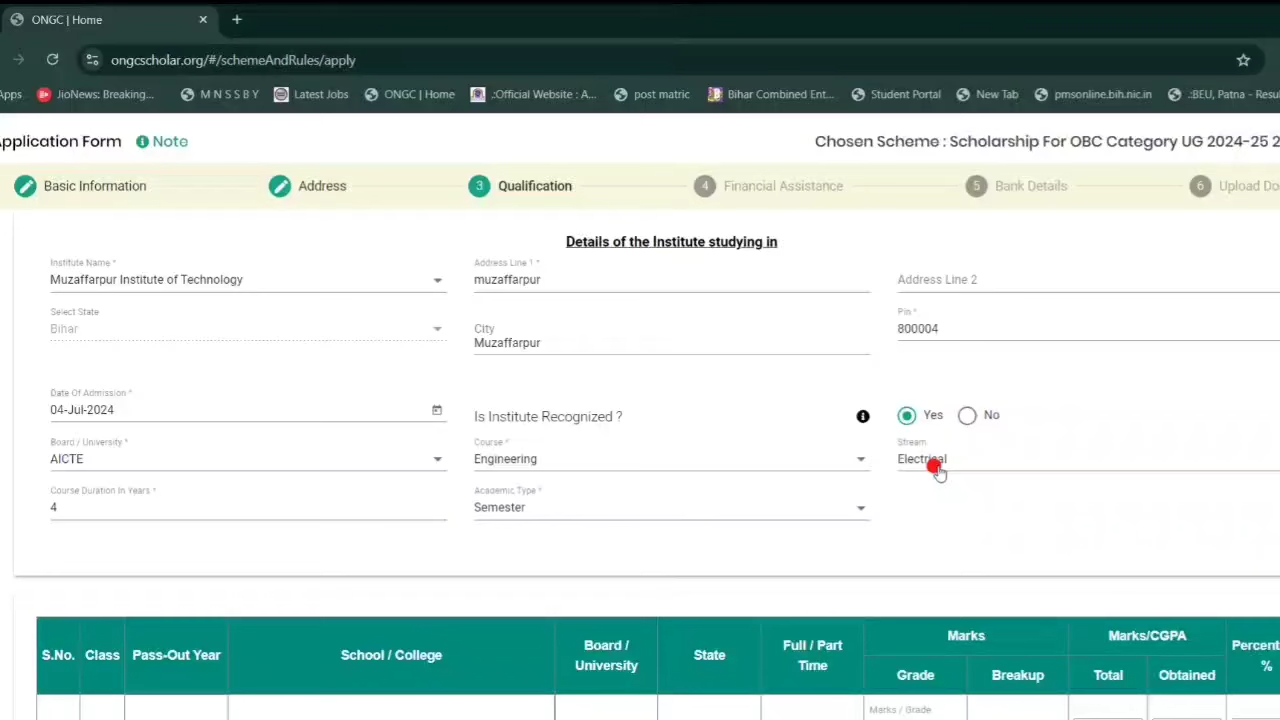 ONGC | Home
ongcscholar.org/#/schemeAndRules/apply
Apps JioNews: Breaking... M N S S B Y Latest Jobs ONGC | Home .:Official Website : A... post matric Bihar Combined Ent... Student Portal New Tab pmsonline.bih.nic.in .:BEU, Patna - Resu
Application Form Note Chosen Scheme : Scholarship For OBC Category UG 2024-25 2
Basic Information Address 3 Qualification 4 Financial Assistance 5 Bank Details 6 Upload Do
Details of the Institute studying in
Institute Name * Address Line 1 *
Muzaffarpur Institute of Technology muzaffarpur Address Line 2
Select State Pin *
Bihar City 800004
Muzaffarpur
Date Of Admission *
04-Jul-2024 Is Institute Recognized ? Yes No
Board / University * Course * Stream
AICTE Engineering Electrical
Course Duration In Years * Academic Type *
4 Semester
S.No. Class Pass-Out Year School / College Board / University State Full / Part Time Marks Marks/CGPA Percent %
Grade Breakup Total Obtained
Marks / Grade